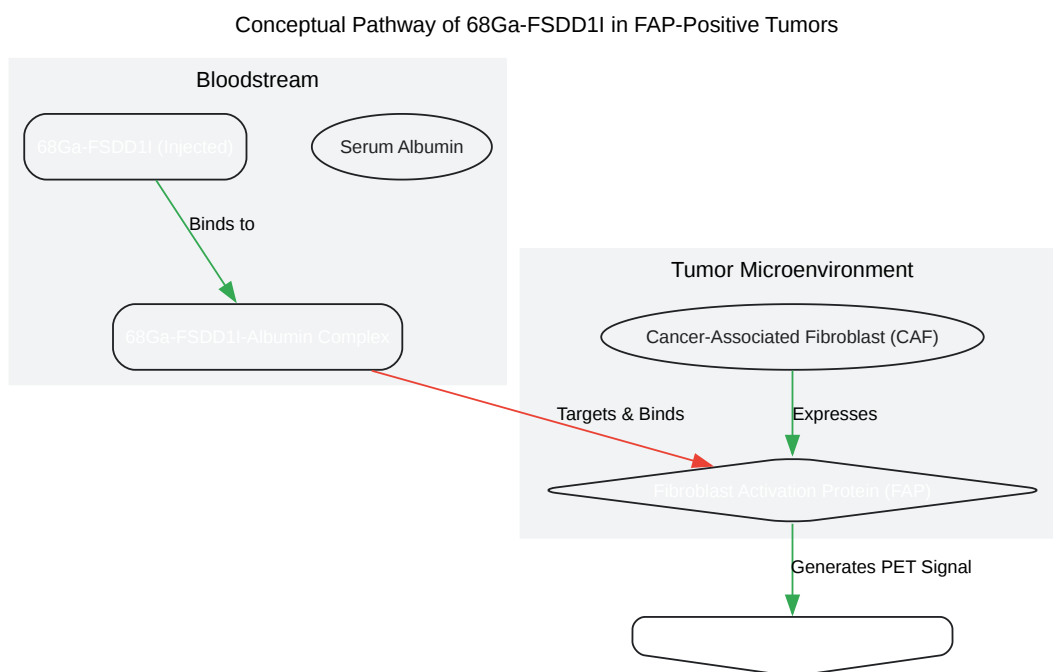 Conceptual Pathway of 68Ga-FSDD1I in FAP-Positive Tumors
Bloodstream
68Ga-FSDD1I (Injected)
Serum Albumin
Binds to
Tumor Microenvironment
68Ga-FSDD1I-Albumin Complex
Cancer-Associated Fibroblast (CAF)
Targets & Binds
Expresses
Fibroblast Activation Protein (FAP)
Generates PET Signal